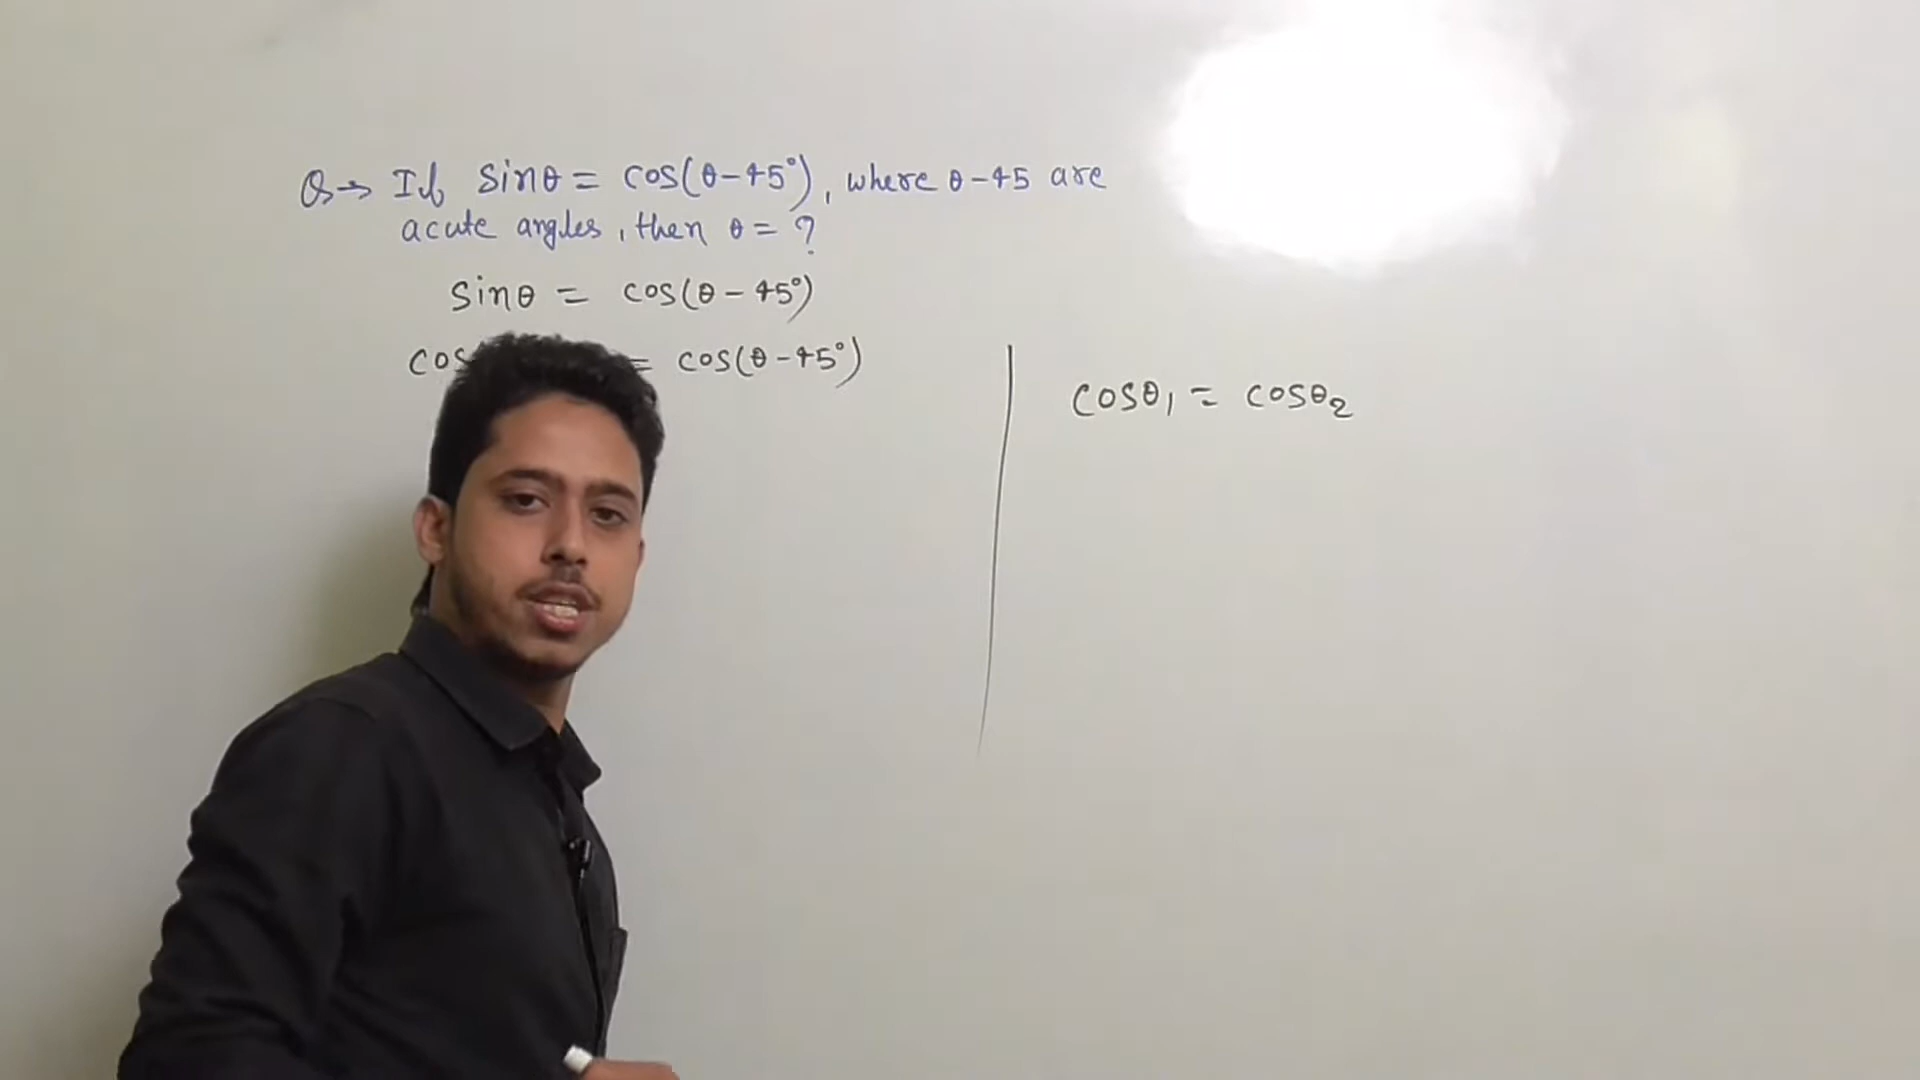 Q→ If sinθ = cos(θ-45°), where θ-45 are
acute angles, then θ = ?
sinθ = cos(θ-45°)
cos = cos(θ-45°)
cosθ₁ = cosθ₂